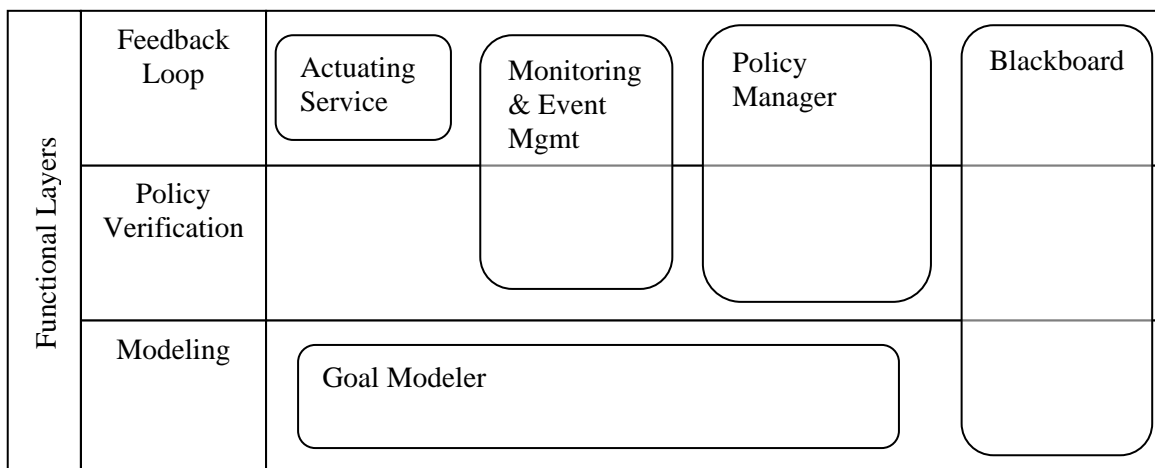 Functional Layers
Feedback
Loop
Actuating
Service
Monitoring
& Event
Mgmt
Policy
Manager
Blackboard
Policy
Verification
Modeling
Goal Modeler